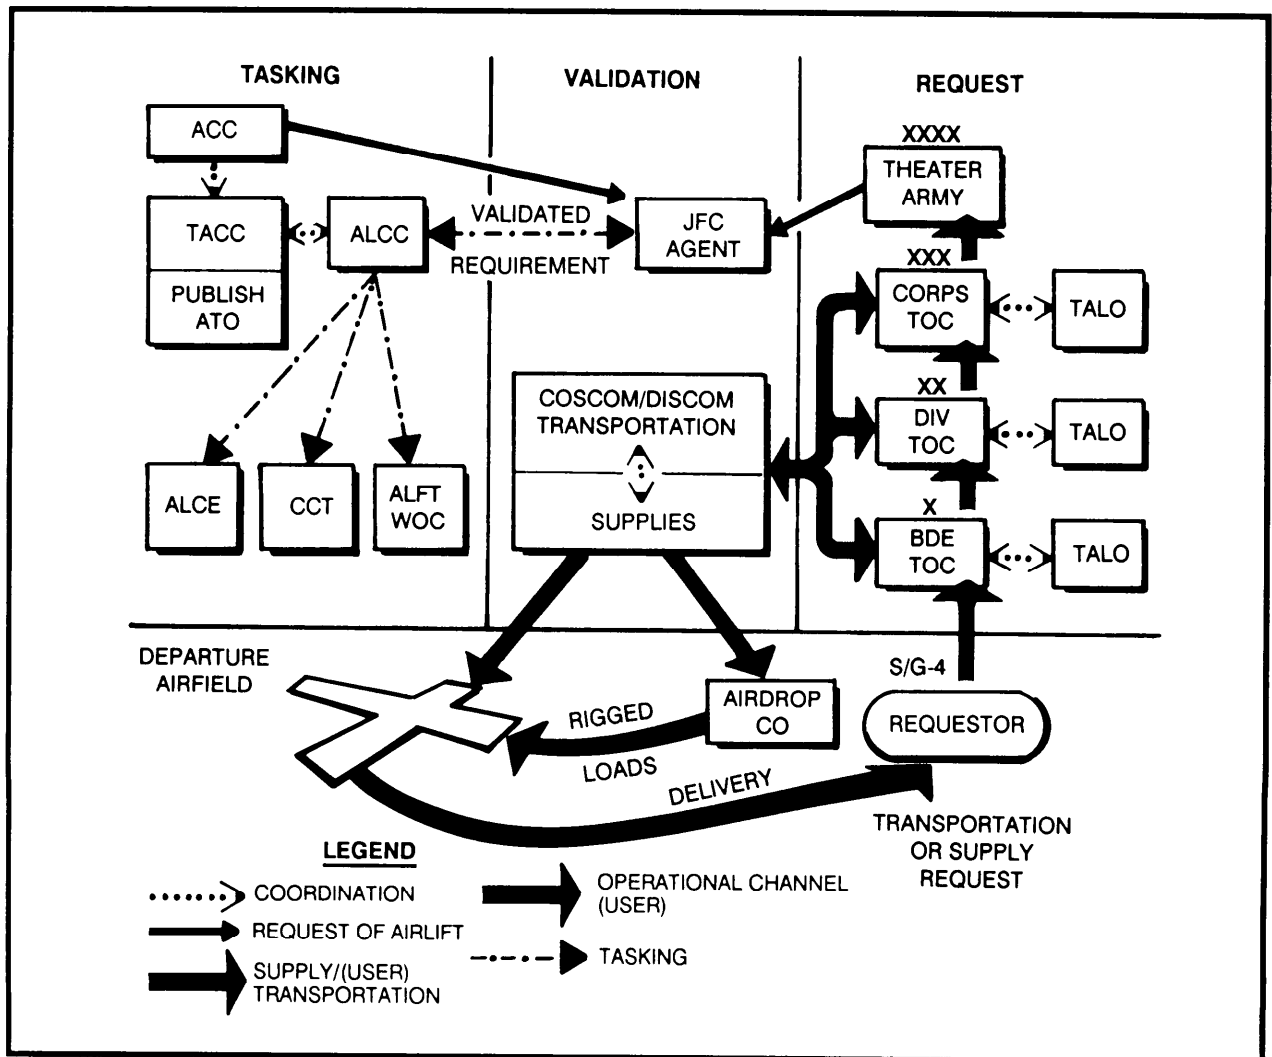 TASKING
VALIDATION
REQUEST
ACC
XXXX
THEATER
ARMY
TACC
ALCC
VALIDATED
REQUIREMENT
JFC
AGENT
PUBLISH
ATO
XXX
CORPS
TOC
TALO
COSCOM/DISCOM
TRANSPORTATION
SUPPLIES
XX
DIV
TOC
TALO
ALCE
CCT
ALFT
WOC
X
BDE
TOC
TALO
DEPARTURE
AIRFIELD
S/G-4
RIGGED
LOADS
AIRDROP
CO
REQUESTOR
DELIVERY
TRANSPORTATION
OR SUPPLY
REQUEST
LEGEND
COORDINATION
REQUEST OF AIRLIFT
SUPPLY/(USER)
TRANSPORTATION
OPERATIONAL CHANNEL
(USER)
TASKING